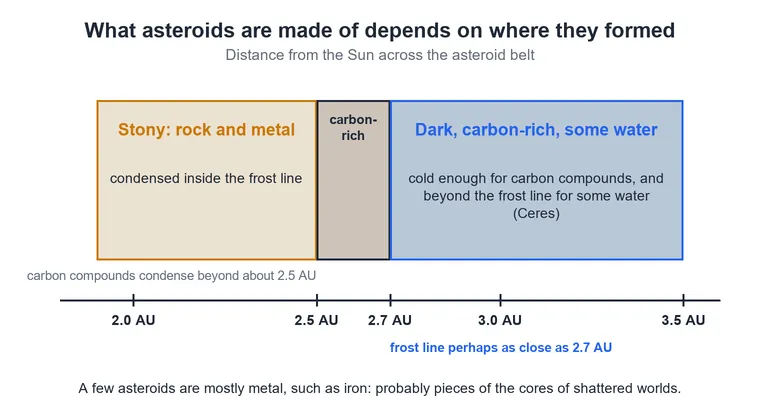 What asteroids are made of depends on where they formed
Distance from the Sun across the asteroid belt
Stony: rock and metal
condensed inside the frost line
carbon-
rich
Dark, carbon-rich, some water
cold enough for carbon compounds, and
beyond the frost line for some water
(Ceres)
carbon compounds condense beyond about 2.5 AU
2.0 AU
2.5 AU
2.7 AU
3.0 AU
3.5 AU
frost line perhaps as close as 2.7 AU
A few asteroids are mostly metal, such as iron: probably pieces of the cores of shattered worlds.